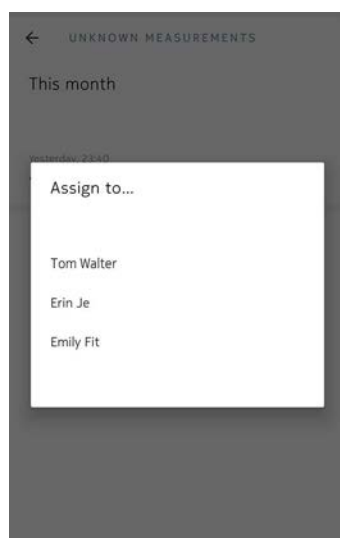 UNKNOWN MEASUREMENTS
This month
Yesterday, 23:40
Assign to...
Tom Walter
Erin Je
Emily Fit